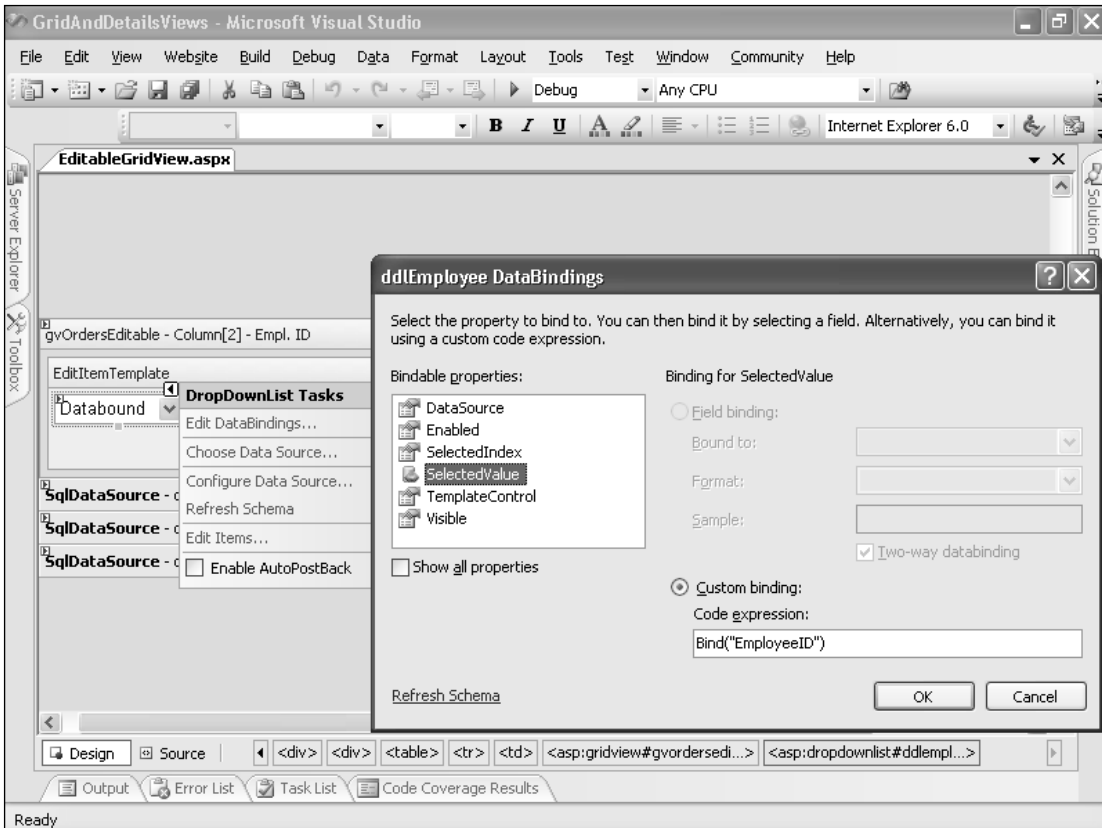 GridAndDetailsViews - Microsoft Visual Studio
File Edit View Website Build Debug Data Format Layout Tools Test Window Community Help
Debug Any CPU
B I U A Internet Explorer 6.0
EditableGridView.aspx
Server Explorer
Toolbox
Solution
gvOrdersEditable - Column[2] - Empl. ID
EditItemTemplate
Databound
DropDownList Tasks
Edit DataBindings...
Choose Data Source...
Configure Data Source...
Refresh Schema
Edit Items...
Enable AutoPostBack
SqlDataSource -
SqlDataSource -
SqlDataSource -
ddlEmployee DataBindings
Select the property to bind to. You can then bind it by selecting a field. Alternatively, you can bind it
using a custom code expression.
Bindable properties:
DataSource
Enabled
SelectedIndex
SelectedValue
TemplateControl
Visible
Show all properties
Binding for SelectedValue
Field binding:
Bound to:
Format:
Sample:
Two-way databinding
Custom binding:
Code expression:
Bind("EmployeeID")
Refresh Schema
OK Cancel
Design Source <div> <div> <table> <tr> <td> <asp:gridview#gvordersedi...> <asp:dropdownlist#ddlempl...>
Output Error List Task List Code Coverage Results
Ready